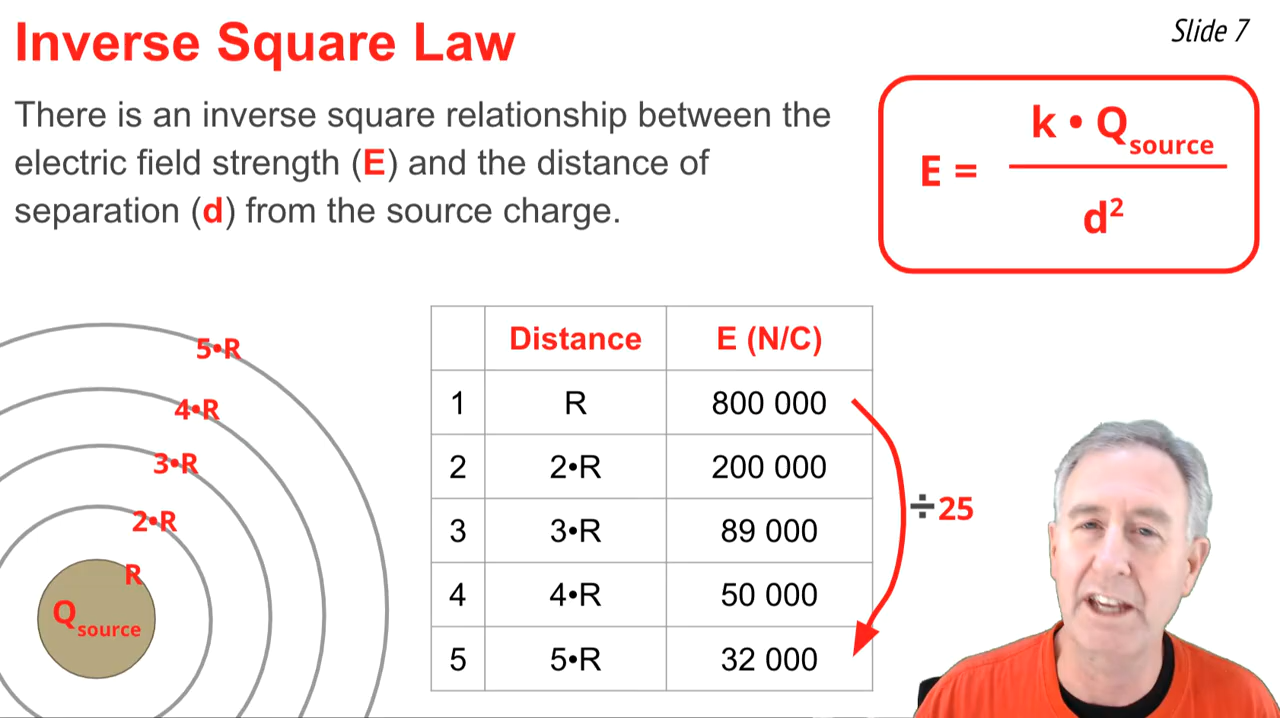 Inverse Square Law
Slide 7
There is an inverse square relationship between the
electric field strength (E) and the distance of
separation (d) from the source charge.
E = k • Qsource / d²
5•R
4•R
3•R
2•R
R
Qsource
Distance E (N/C)
1 R 800 000
2 2•R 200 000
3 3•R 89 000
4 4•R 50 000
5 5•R 32 000
÷25